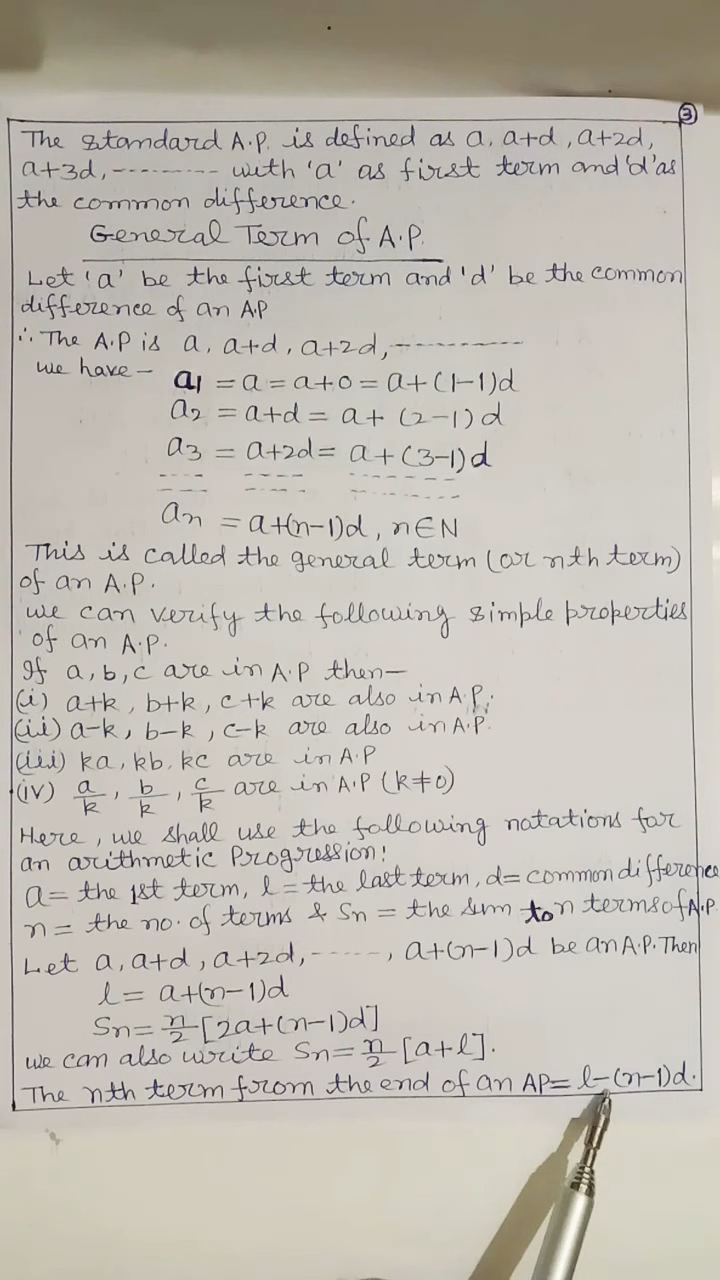 ③
The standard A.P. is defined as a, a+d, a+2d,
a+3d, --------- with 'a' as first term and 'd' as
the common difference.
General Term of A.P.
Let 'a' be the first term and 'd' be the common
difference of an A.P
∴ The A.P is a, a+d, a+2d, -----------
we have – a₁ = a = a+0 = a+(1-1)d
a₂ = a+d = a+ (2-1)d
a₃ = a+2d = a+(3-1)d
---- ---- -------
---- ---- -------
aₙ = a+(n-1)d, n∈N
This is called the general term (or nth term)
of an A.P.
we can verify the following simple properties
of an A.P.
If a, b, c are in A.P then–
(i) a+k, b+k, c+k are also in A.P.
(ii) a-k, b-k, c-k are also in A.P.
(iii) ka, kb, kc are in A.P
(iv) a/k, b/k, c/k are in A.P (k≠0)
Here, we shall use the following notations for
an arithmetic Progression:
a= the 1st term, l= the last term, d= common difference
n= the no. of terms & Sn = the sum to n terms of A.P.
Let a, a+d, a+2d, -----, a+(n-1)d be an A.P. Then
l = a+(n-1)d
Sn = n/2 [2a+(n-1)d]
we can also write Sn = n/2 [a+l].
The nth term from the end of an AP = l-(n-1)d.